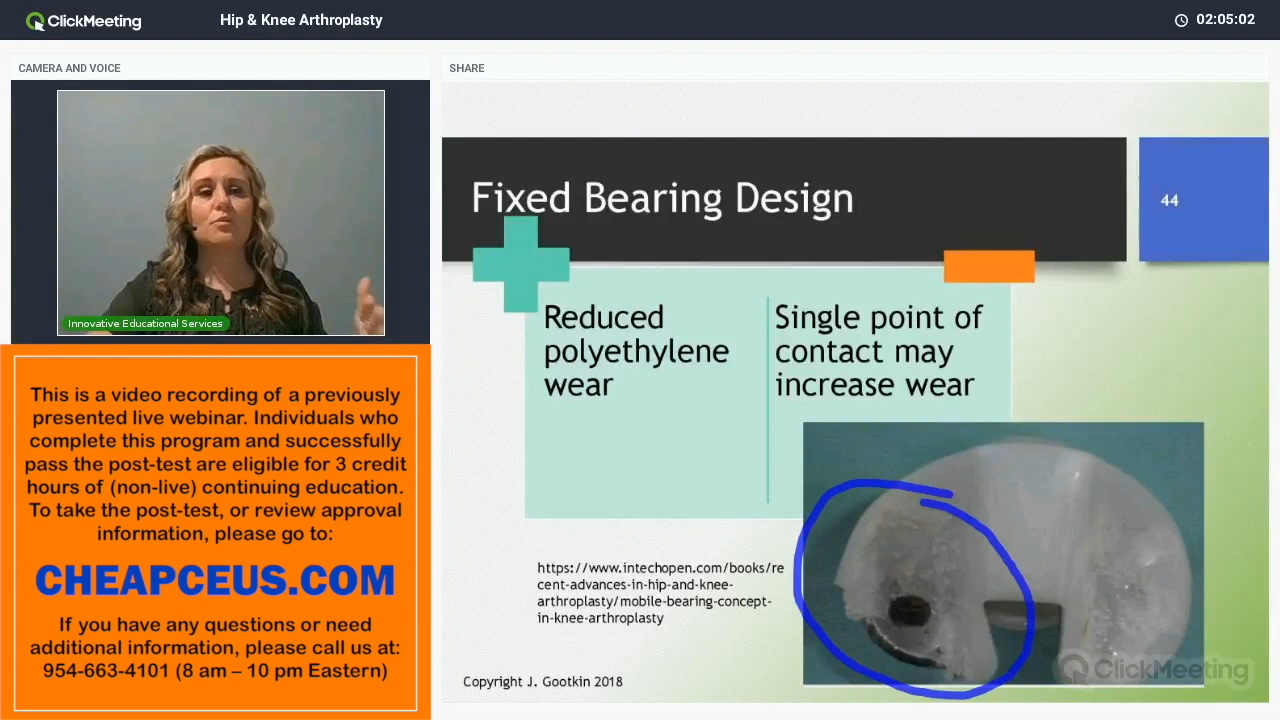 ClickMeeting
Hip & Knee Arthroplasty
02:05:02
CAMERA AND VOICE
SHARE
Innovative Educational Services
This is a video recording of a previously
presented live webinar. Individuals who
complete this program and successfully
pass the post-test are eligible for 3 credit
hours of (non-live) continuing education.
To take the post-test, or review approval
information, please go to:
CHEAPCEUS.COM
If you have any questions or need
additional information, please call us at:
954-663-4101 (8 am – 10 pm Eastern)
Fixed Bearing Design
44
Reduced
polyethylene
wear
Single point of
contact may
increase wear
https://www.intechopen.com/books/re
cent-advances-in-hip-and-knee-
arthroplasty/mobile-bearing-concept-
in-knee-arthroplasty
Copyright J. Gootkin 2018
ClickMeeting